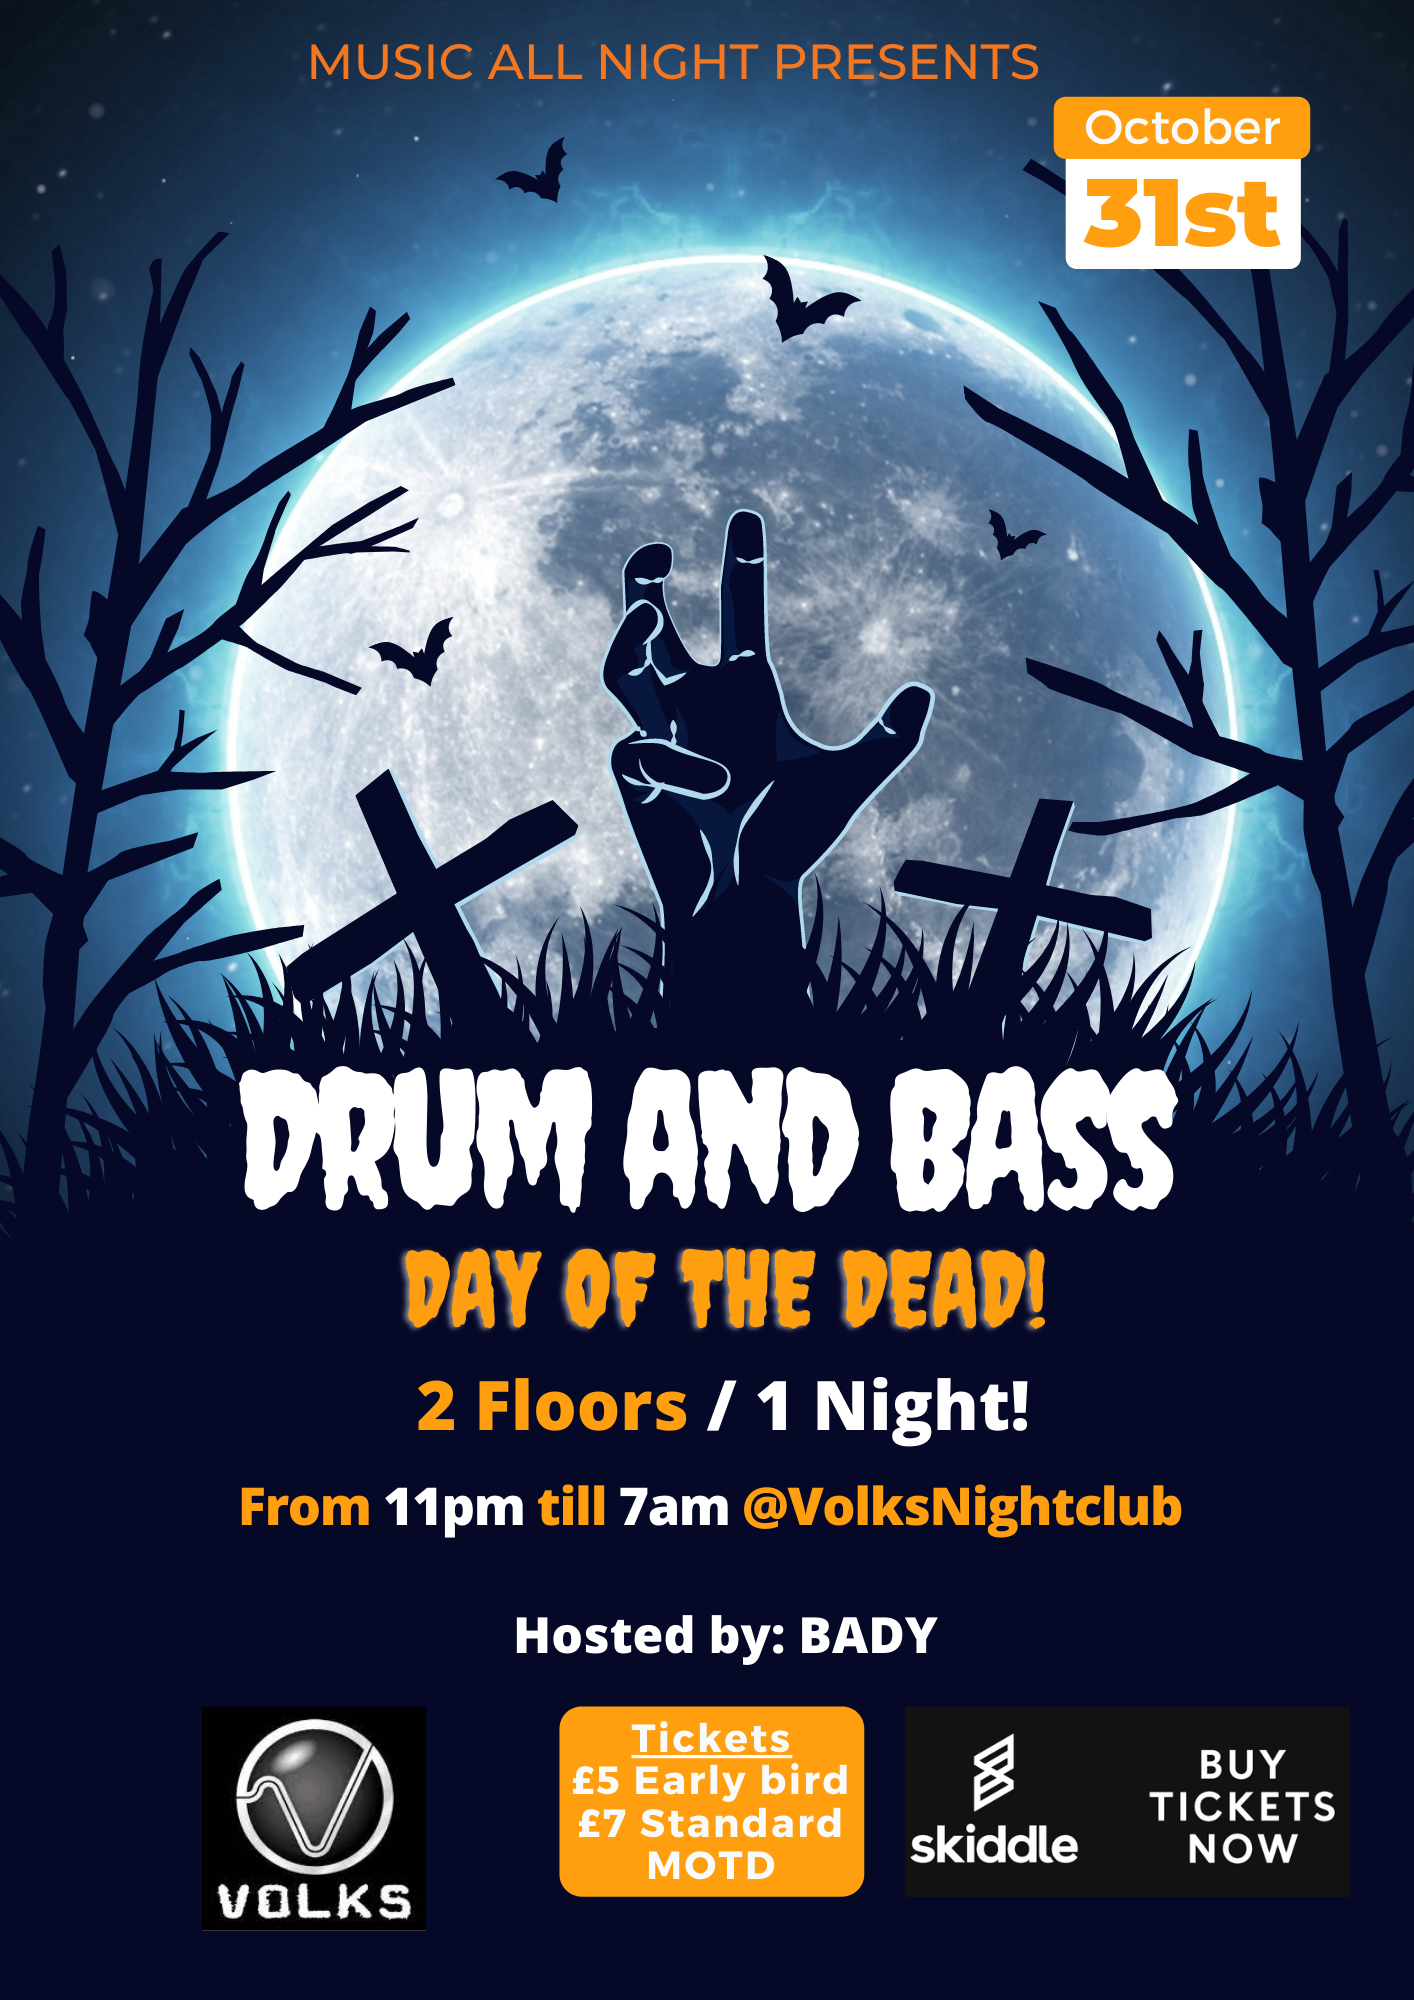 MUSIC ALL NIGHT PRESENTS
October
31st
DRUM AND BASS
DAY OF THE DEAD!
2 Floors / 1 Night!
From 11pm till 7am @VolksNightclub
Hosted by: BADY
VOLKS
Tickets
£5 Early bird
£7 Standard
MOTD
skiddle
BUY
TICKETS
NOW